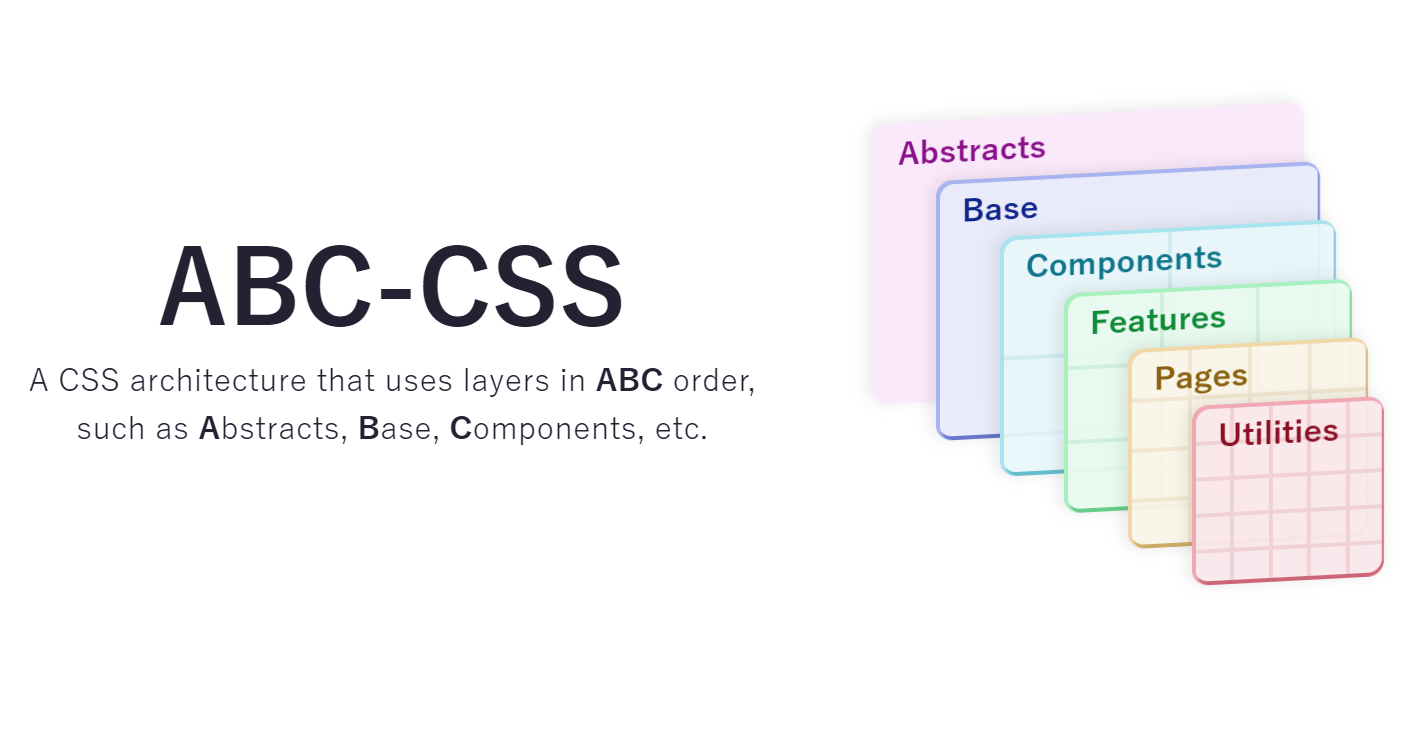 ABC-CSS
A CSS architecture that uses layers in ABC order,
such as Abstracts, Base, Components, etc.
Abstracts
Base
Components
Features
Pages
Utilities